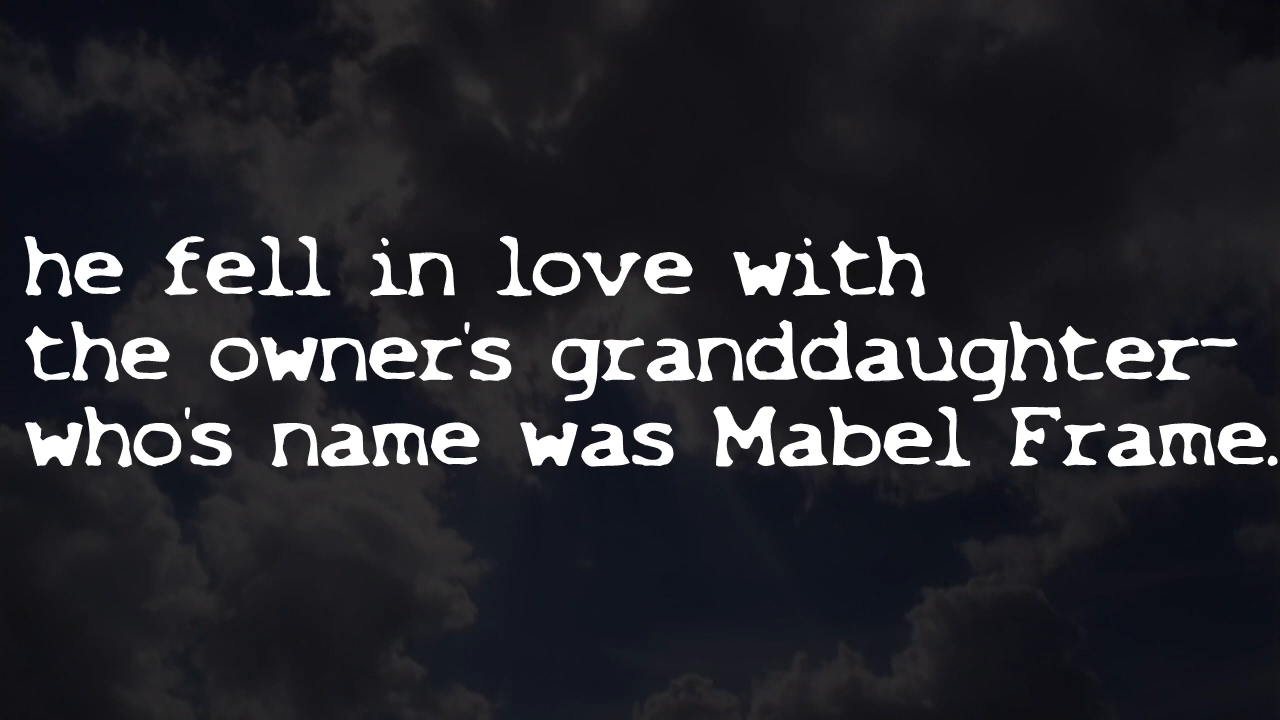 he fell in love with
the owner's granddaughter-
who's name was Mabel Frame.